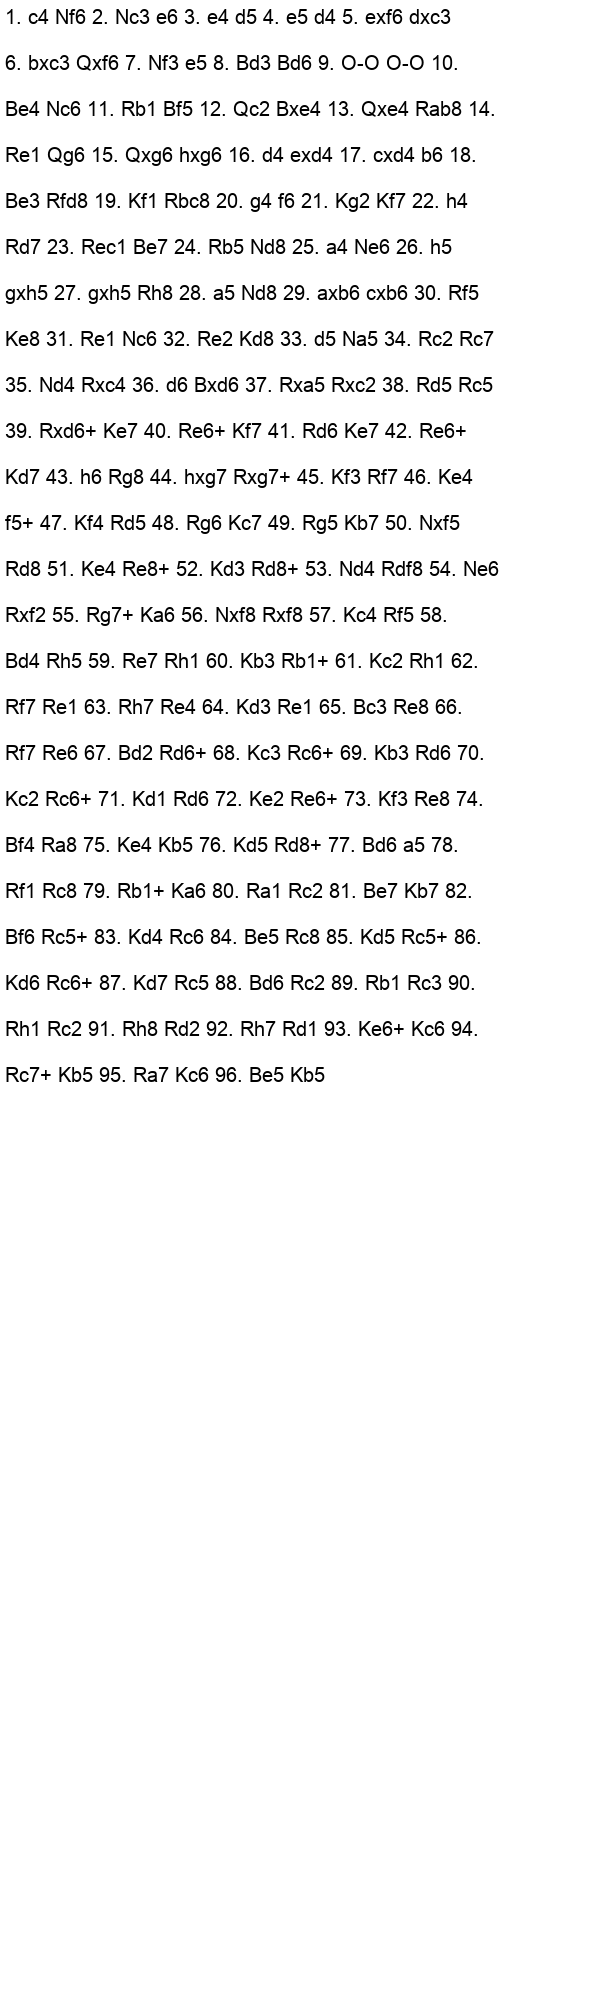 1. c4 Nf6 2. Nc3 e6 3. e4 d5 4. e5 d4 5. exf6 dxc3
6. bxc3 Qxf6 7. Nf3 e5 8. Bd3 Bd6 9. O-O O-O 10.
Be4 Nc6 11. Rb1 Bf5 12. Qc2 Bxe4 13. Qxe4 Rab8 14.
Re1 Qg6 15. Qxg6 hxg6 16. d4 exd4 17. cxd4 b6 18.
Be3 Rfd8 19. Kf1 Rbc8 20. g4 f6 21. Kg2 Kf7 22. h4
Rd7 23. Rec1 Be7 24. Rb5 Nd8 25. a4 Ne6 26. h5
gxh5 27. gxh5 Rh8 28. a5 Nd8 29. axb6 cxb6 30. Rf5
Ke8 31. Re1 Nc6 32. Re2 Kd8 33. d5 Na5 34. Rc2 Rc7
35. Nd4 Rxc4 36. d6 Bxd6 37. Rxa5 Rxc2 38. Rd5 Rc5
39. Rxd6+ Ke7 40. Re6+ Kf7 41. Rd6 Ke7 42. Re6+
Kd7 43. h6 Rg8 44. hxg7 Rxg7+ 45. Kf3 Rf7 46. Ke4
f5+ 47. Kf4 Rd5 48. Rg6 Kc7 49. Rg5 Kb7 50. Nxf5
Rd8 51. Ke4 Re8+ 52. Kd3 Rd8+ 53. Nd4 Rdf8 54. Ne6
Rxf2 55. Rg7+ Ka6 56. Nxf8 Rxf8 57. Kc4 Rf5 58.
Bd4 Rh5 59. Re7 Rh1 60. Kb3 Rb1+ 61. Kc2 Rh1 62.
Rf7 Re1 63. Rh7 Re4 64. Kd3 Re1 65. Bc3 Re8 66.
Rf7 Re6 67. Bd2 Rd6+ 68. Kc3 Rc6+ 69. Kb3 Rd6 70.
Kc2 Rc6+ 71. Kd1 Rd6 72. Ke2 Re6+ 73. Kf3 Re8 74.
Bf4 Ra8 75. Ke4 Kb5 76. Kd5 Rd8+ 77. Bd6 a5 78.
Rf1 Rc8 79. Rb1+ Ka6 80. Ra1 Rc2 81. Be7 Kb7 82.
Bf6 Rc5+ 83. Kd4 Rc6 84. Be5 Rc8 85. Kd5 Rc5+ 86.
Kd6 Rc6+ 87. Kd7 Rc5 88. Bd6 Rc2 89. Rb1 Rc3 90.
Rh1 Rc2 91. Rh8 Rd2 92. Rh7 Rd1 93. Ke6+ Kc6 94.
Rc7+ Kb5 95. Ra7 Kc6 96. Be5 Kb5